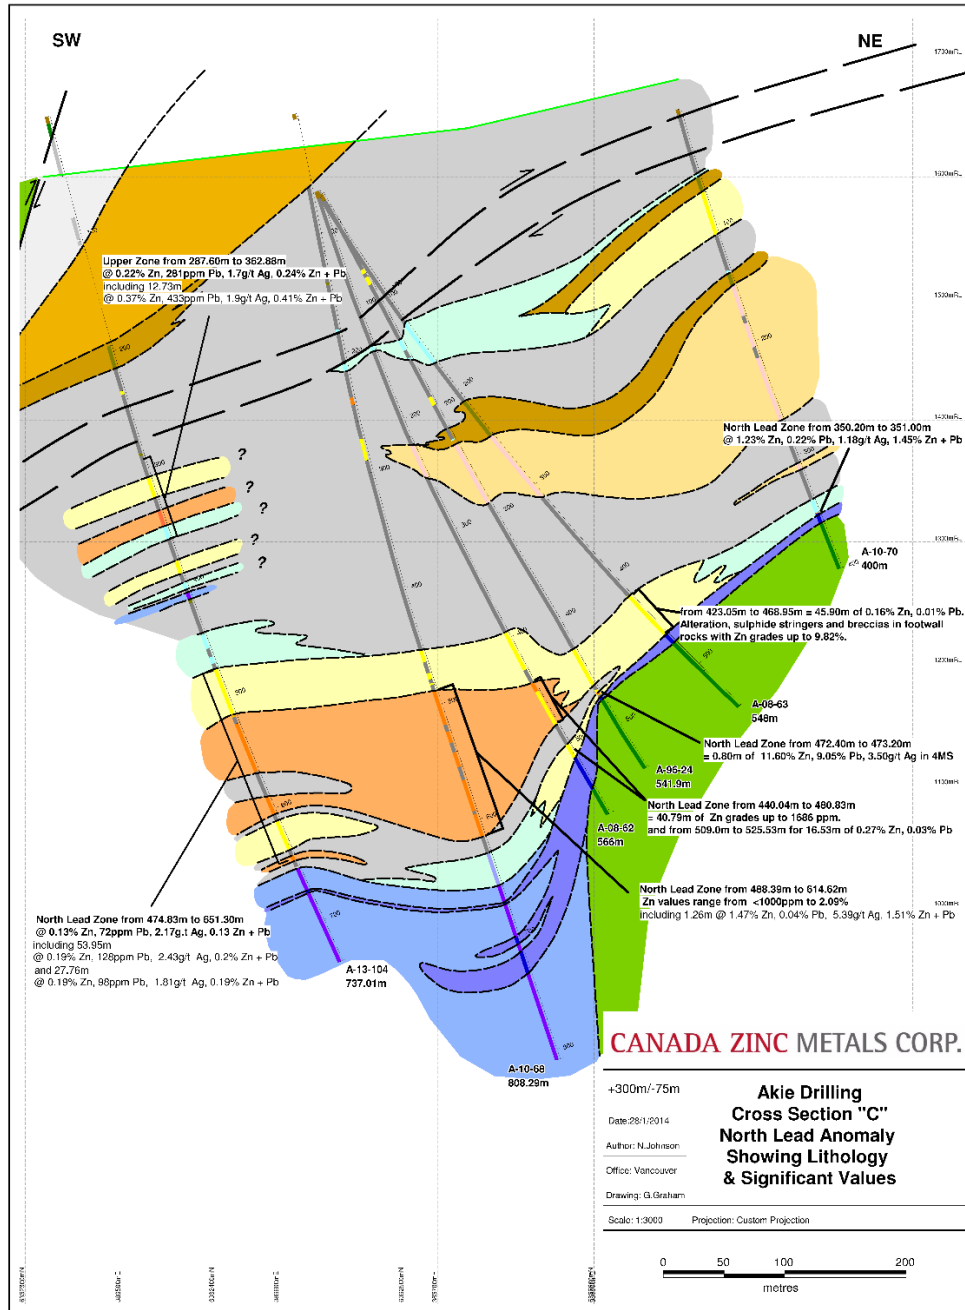 SW
NE
1700mRL
1600mRL
Upper Zone from 287.60m to 362.88m
@ 0.22% Zn, 281ppm Pb, 1.7g/t Ag, 0.24% Zn + Pb
including 12.73m
@ 0.37% Zn, 433ppm Pb, 1.9g/t Ag, 0.41% Zn + Pb
1500mRL
1400mRL
North Lead Zone from 350.20m to 351.00m
@ 1.23% Zn, 0.22% Pb, 1.18g/t Ag, 1.45% Zn + Pb
?
?
?
?
?
1300mRL
A-10-70
400m
from 423.05m to 468.95m = 45.90m of 0.16% Zn, 0.01% Pb.
Alteration, sulphide stringers and breccias in footwall
rocks with Zn grades up to 9.82%.
1200mRL
A-08-63
548m
North Lead Zone from 472.40m to 473.20m
= 0.80m of 11.60% Zn, 9.05% Pb, 3.50g/t Ag in 4MS
A-96-24
541.9m
1100mRL
North Lead Zone from 440.04m to 480.83m
= 40.79m of Zn grades up to 1686 ppm.
and from 509.0m to 525.53m for 16.53m of 0.27% Zn, 0.03% Pb
A-08-62
566m
North Lead Zone from 488.39m to 614.62m
Zn values range from <1000ppm to 2.09%
including 1.26m @ 1.47% Zn, 0.04% Pb, 5.39g/t Ag, 1.51% Zn + Pb
1000mRL
North Lead Zone from 474.83m to 651.30m
@ 0.13% Zn, 72ppm Pb, 2.17g.t Ag, 0.13 Zn + Pb
including 53.95m
@ 0.19% Zn, 128ppm Pb, 2.43g/t Ag, 0.2% Zn + Pb
and 27.76m
@ 0.19% Zn, 98ppm Pb, 1.81g/t Ag, 0.19% Zn + Pb
A-13-104
737.01m
A-10-68
808.29m
CANADA ZINC METALS CORP.
+300m/-75m
Date:28/1/2014
Author: N.Johnson
Office: Vancouver
Drawing: G.Graham
Scale: 1:3000
Projection: Custom Projection
Akie Drilling
Cross Section "C"
North Lead Anomaly
Showing Lithology
& Significant Values
0 50 100 200
metres